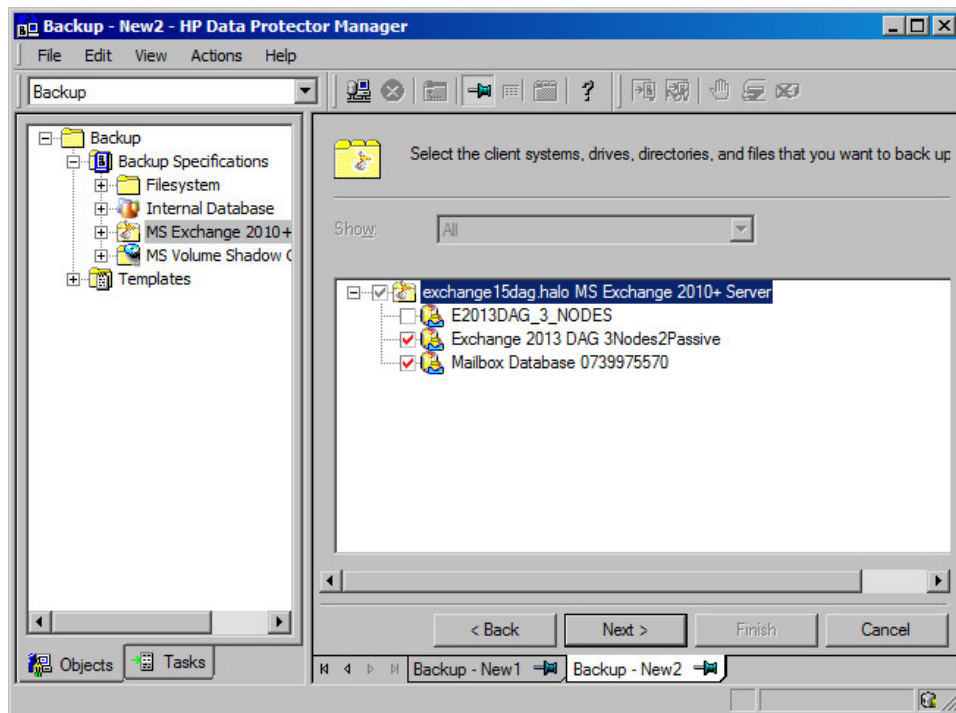 Backup - New2 - HP Data Protector Manager
File Edit View Actions Help
Backup
Backup
Backup Specifications
Filesystem
Internal Database
MS Exchange 2010+
MS Volume Shadow C
Templates
Objects Tasks
Select the client systems, drives, directories, and files that you want to back up
Show: All
exchange15dag.halo MS Exchange 2010+ Server
E2013DAG_3_NODES
Exchange 2013 DAG 3Nodes2Passive
Mailbox Database 0739975570
< Back Next > Finish Cancel
Backup - New1 Backup - New2